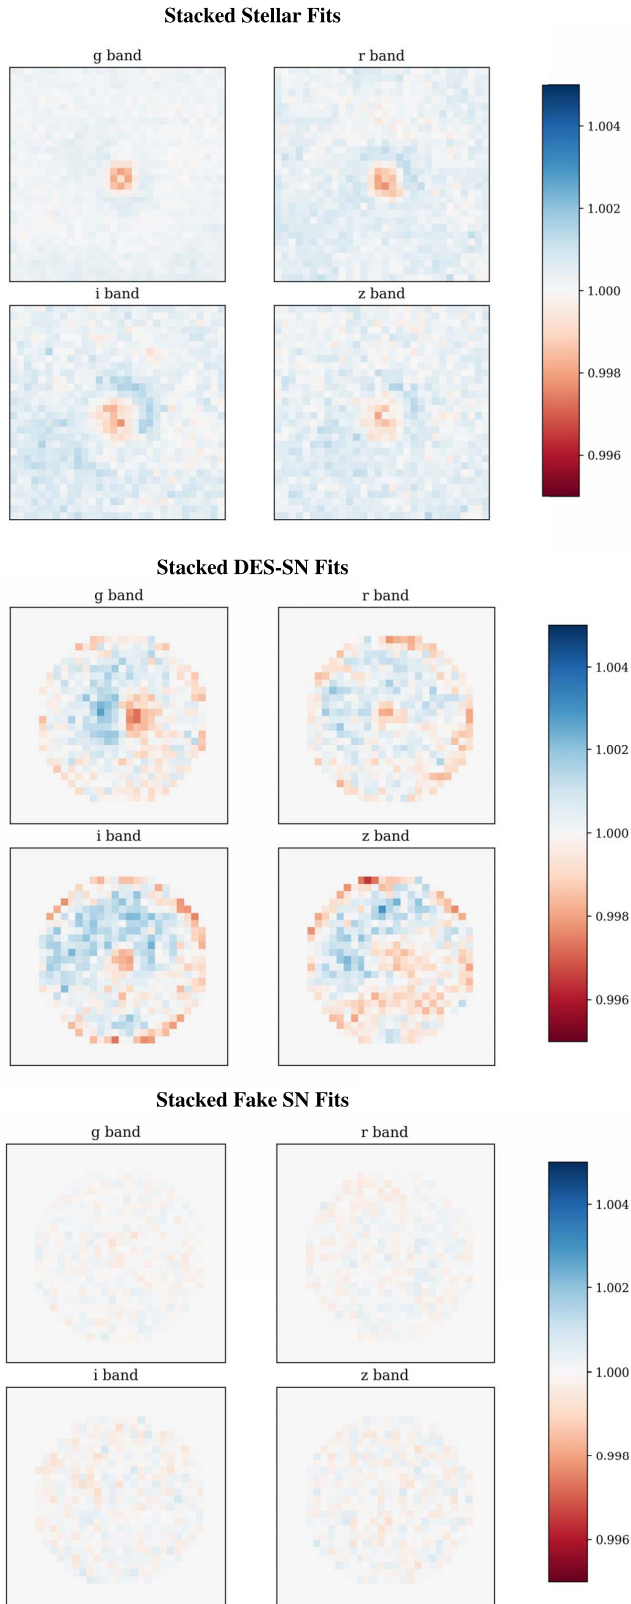 Stacked Stellar Fits
g band
r band
i band
z band
1.004
1.002
1.000
0.998
0.996
Stacked DES-SN Fits
g band
r band
i band
z band
1.004
1.002
1.000
0.998
0.996
Stacked Fake SN Fits
g band
r band
i band
z band
1.004
1.002
1.000
0.998
0.996